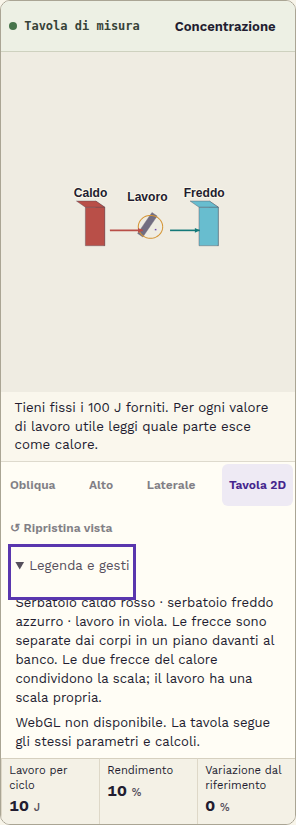 Tavola di misura
Concentrazione
Caldo
Lavoro
Freddo
Tieni fissi i 100 J forniti. Per ogni valore
di lavoro utile leggi quale parte esce
come calore.
Obliqua
Alto
Laterale
Tavola 2D
↺ Ripristina vista
▼ Legenda e gesti
Serbatoio caldo rosso · serbatoio freddo
azzurro · lavoro in viola. Le frecce sono
separate dai corpi in un piano davanti al
banco. Le due frecce del calore
condividono la scala; il lavoro ha una
scala propria.
WebGL non disponibile. La tavola segue
gli stessi parametri e calcoli.
Lavoro per
ciclo
10 J
Rendimento
10 %
Variazione dal
riferimento
0 %